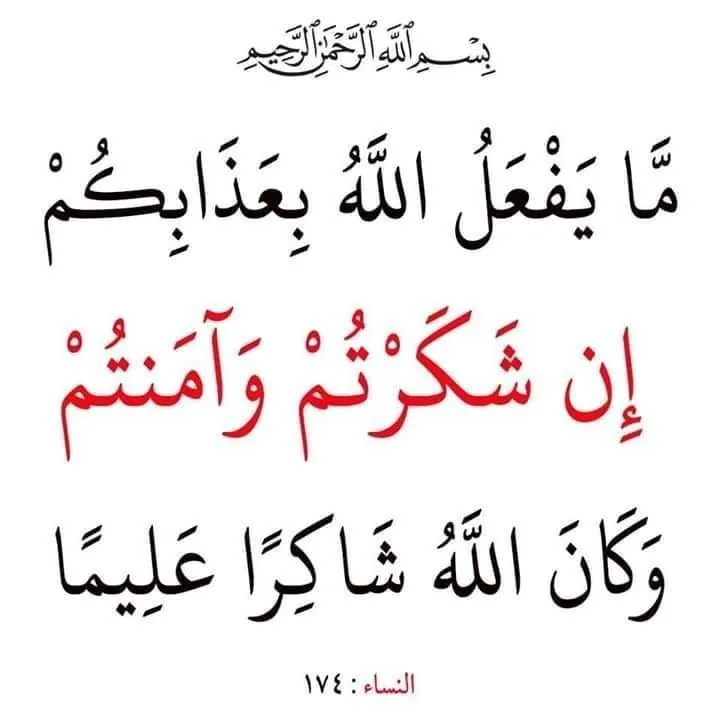 بِسْمِ ٱللَّهِ ٱلرَّحْمَٰنِ ٱلرَّحِيمِ
مَّا يَفْعَلُ اللَّهُ بِعَذَابِكُمْ
إِن شَكَرْتُمْ وَآمَنتُمْ
وَكَانَ اللَّهُ شَاكِرًا عَلِيمًا
النساء : ١٧٤